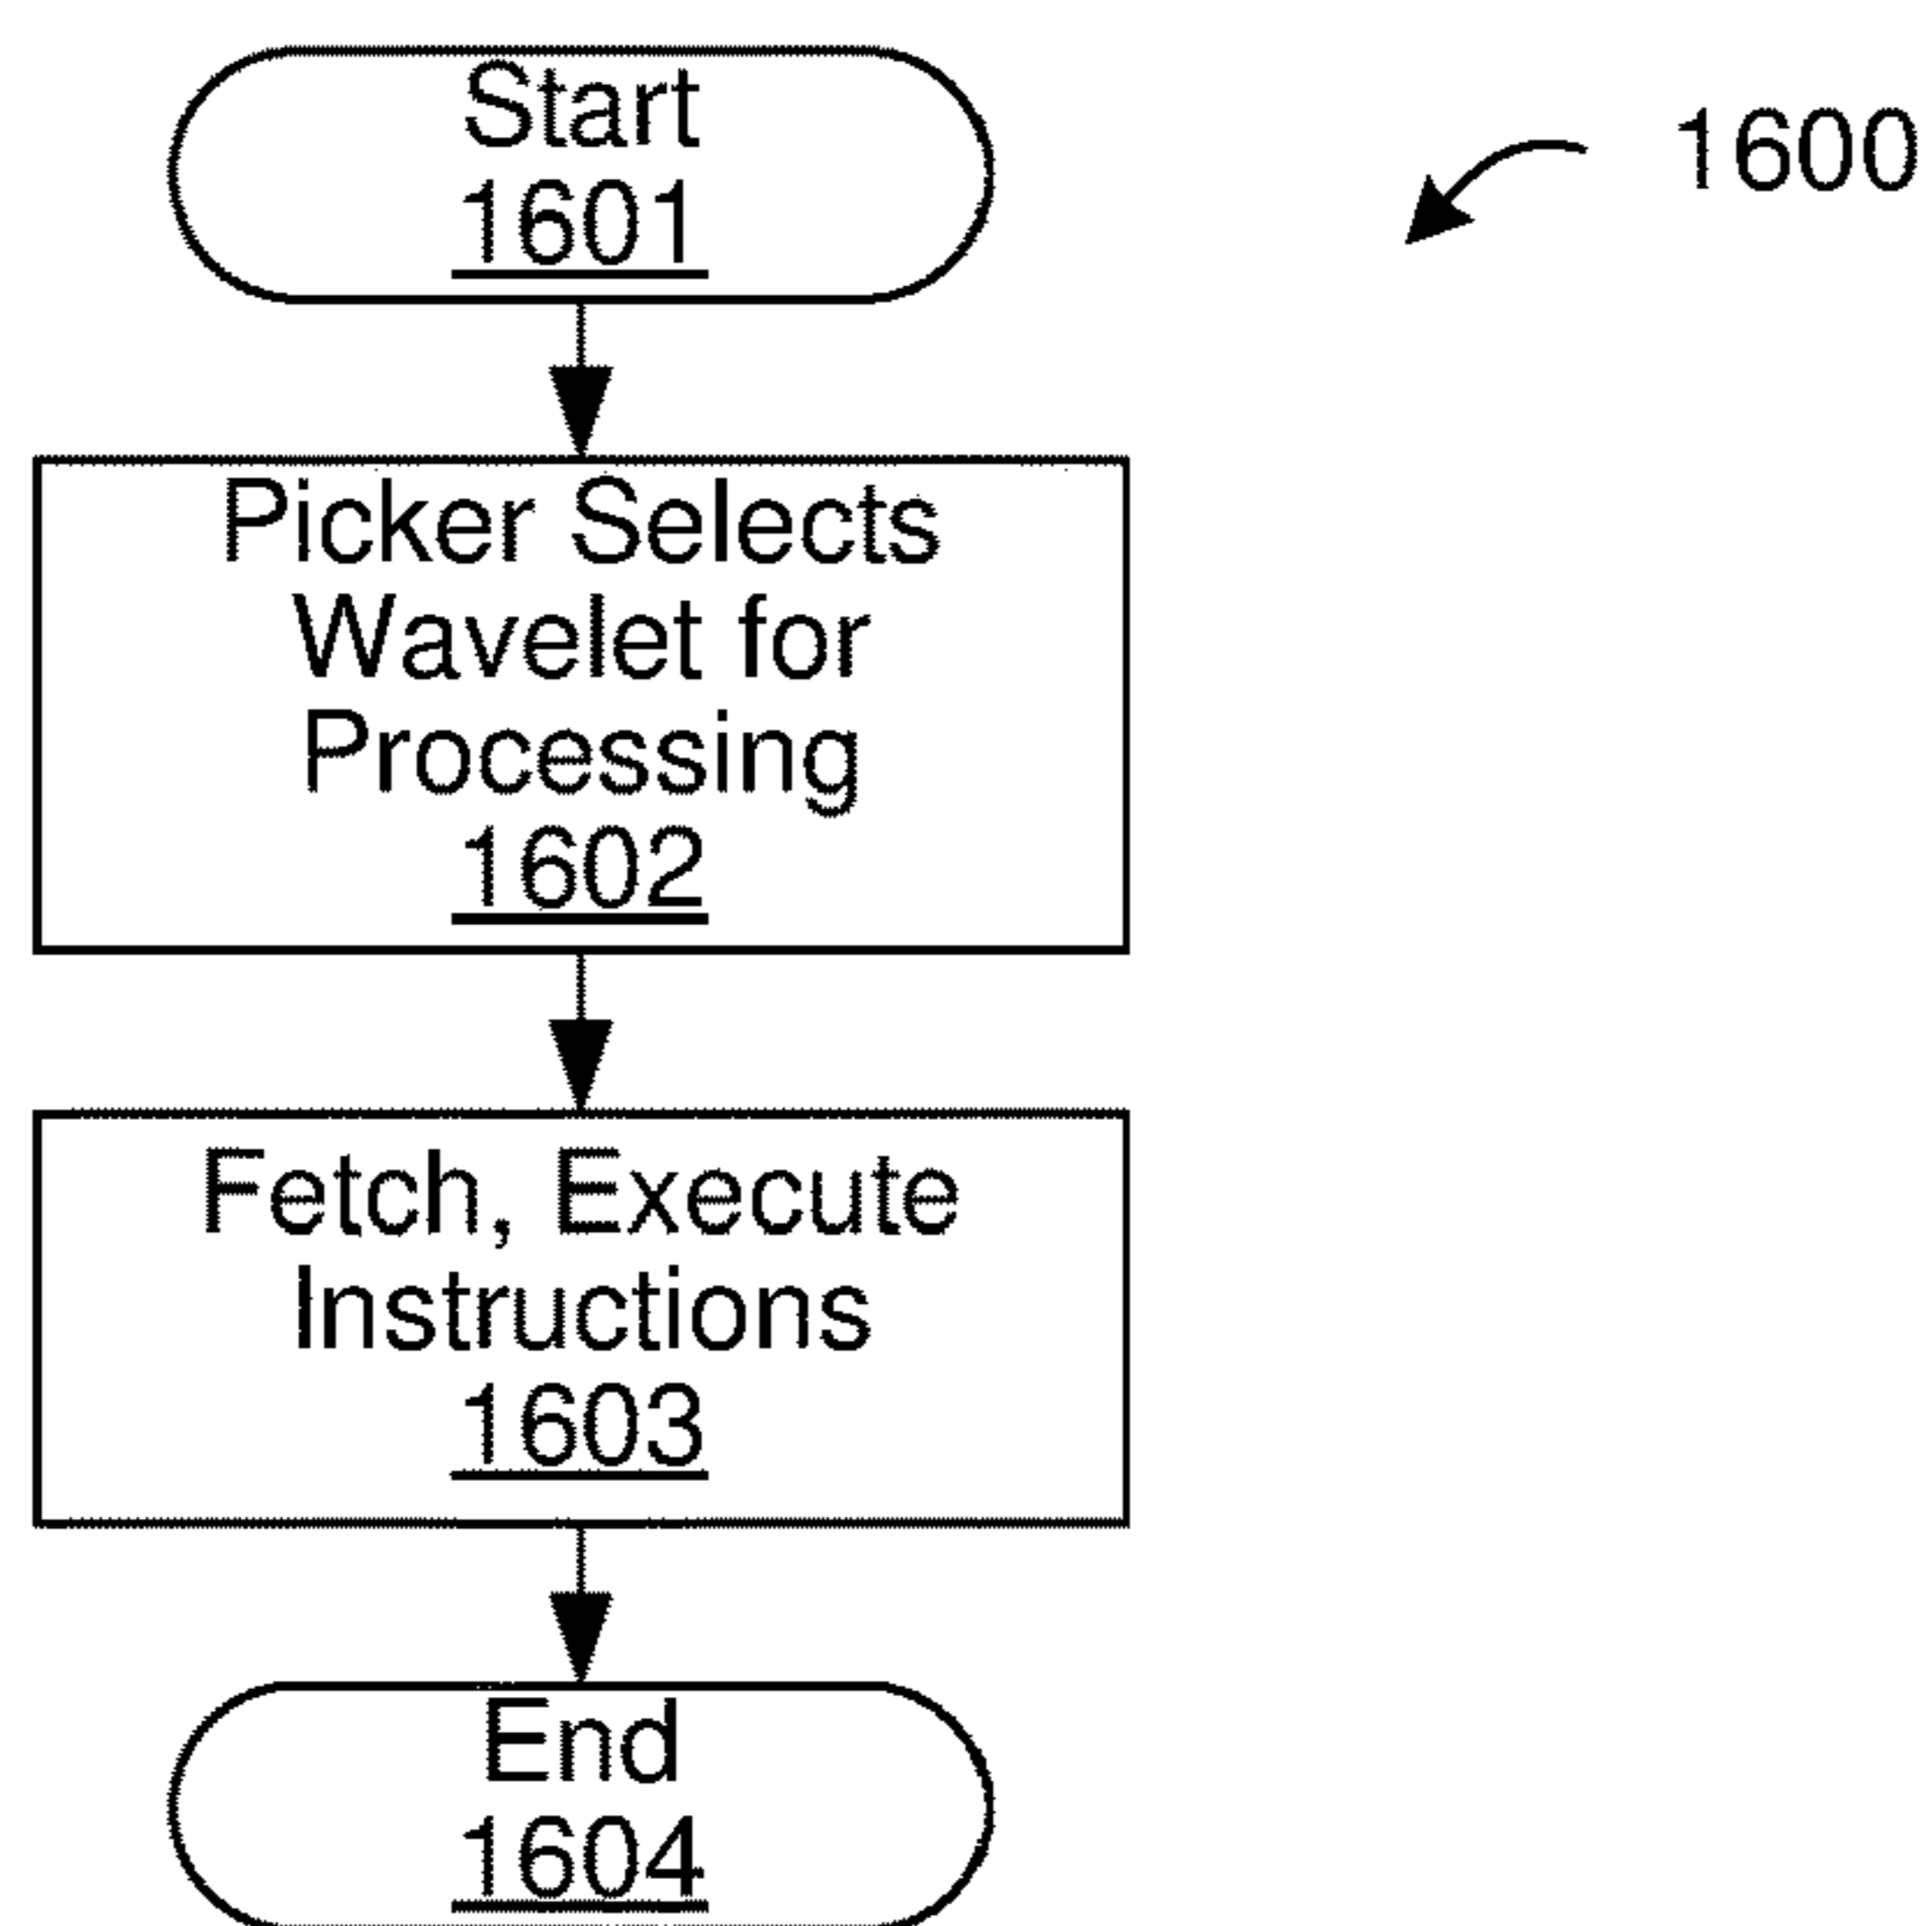 Start
1601
1600
Picker Selects
Wavelet for
Processing
1602
Fetch, Execute
Instructions
1603
End
1604